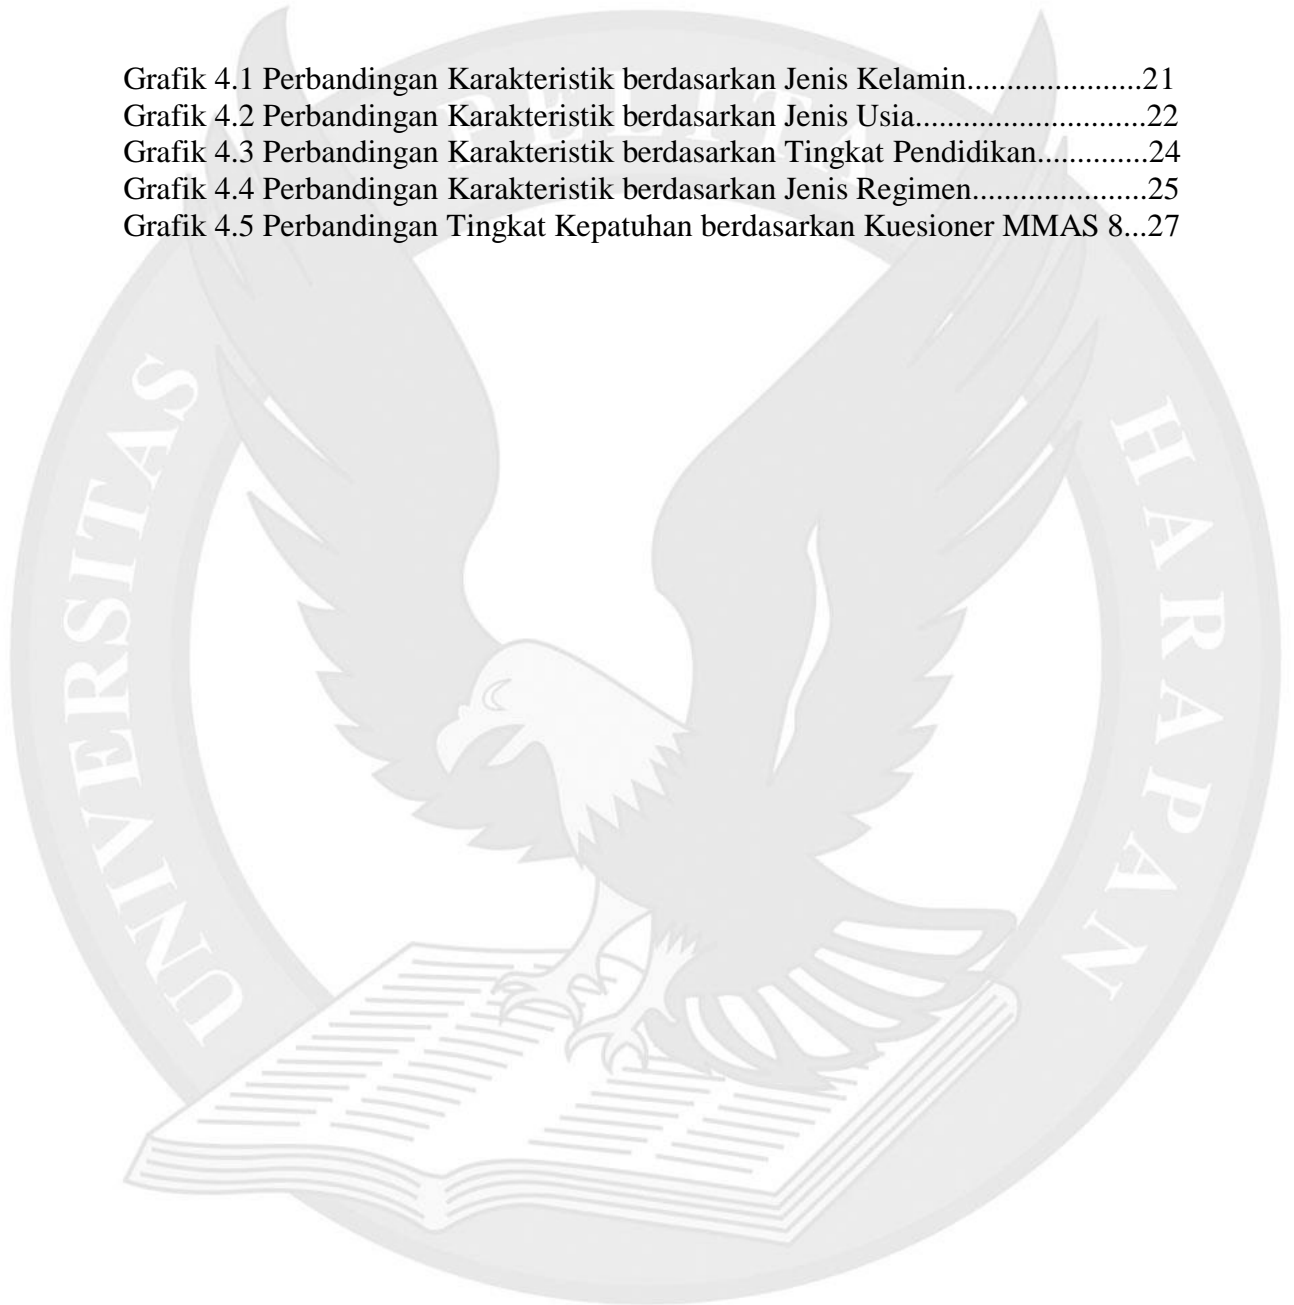 Grafik 4.1 Perbandingan Karakteristik berdasarkan Jenis Kelamin.....................21
Grafik 4.2 Perbandingan Karakteristik berdasarkan Jenis Usia............................22
Grafik 4.3 Perbandingan Karakteristik berdasarkan Tingkat Pendidikan..............24
Grafik 4.4 Perbandingan Karakteristik berdasarkan Jenis Regimen.....................25
Grafik 4.5 Perbandingan Tingkat Kepatuhan berdasarkan Kuesioner MMAS 8...27
UNIVERSITAS
PELITA
HARAPAN